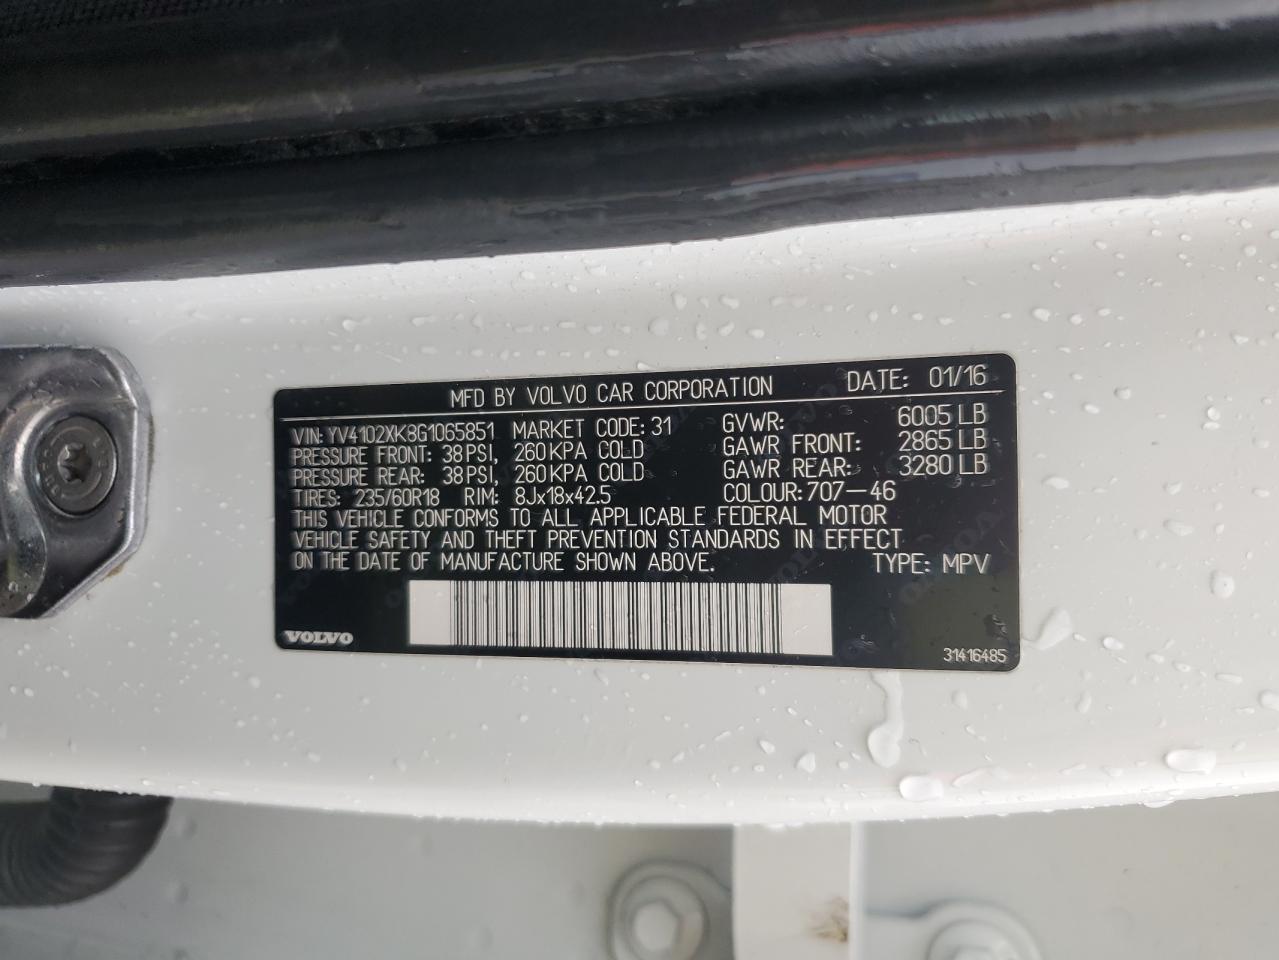 MFD BY VOLVO CAR CORPORATION DATE: 01/16
VIN: YV4102XK8G1065851 MARKET CODE: 31 GVWR: 6005 LB
PRESSURE FRONT: 38 PSI, 260 KPA COLD GAWR FRONT: 2865 LB
PRESSURE REAR: 38 PSI, 260 KPA COLD GAWR REAR: 3280 LB
TIRES: 235/60R18 RIM: 8Jx18x42.5 COLOUR: 707-46
THIS VEHICLE CONFORMS TO ALL APPLICABLE FEDERAL MOTOR
VEHICLE SAFETY AND THEFT PREVENTION STANDARDS IN EFFECT
ON THE DATE OF MANUFACTURE SHOWN ABOVE. TYPE: MPV
VOLVO
31416485